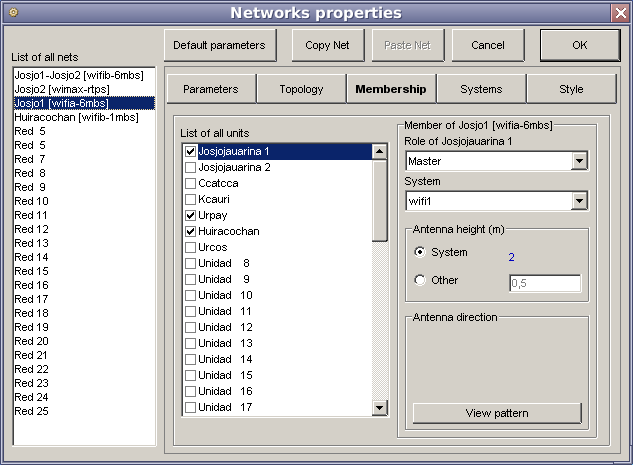 Networks properties
List of all nets
Default parameters
Copy Net
Paste Net
Cancel
OK
Josjo1-Josjo2 [wifib-6mbs]
Josjo2 [wimax-rtps]
Josjo1 [wifia-6mbs]
Huiracochan [wifib-1mbs]
Red 5
Red 6
Red 7
Red 8
Red 9
Red 10
Red 11
Red 12
Red 13
Red 14
Red 15
Red 16
Red 17
Red 18
Red 19
Red 20
Red 21
Red 22
Red 23
Red 24
Red 25
Parameters
Topology
Membership
Systems
Style
List of all units
Josjojauarina 1
Josjojauarina 2
Ccatcca
Kcauri
Urpay
Huiracochan
Urcos
Unidad 8
Unidad 9
Unidad 10
Unidad 11
Unidad 12
Unidad 13
Unidad 14
Unidad 15
Unidad 16
Unidad 17
Member of Josjo1 [wifia-6mbs]
Role of Josjojauarina 1
Master
System
wifi1
Antenna height (m)
System 2
Other 0,5
Antenna direction
View pattern